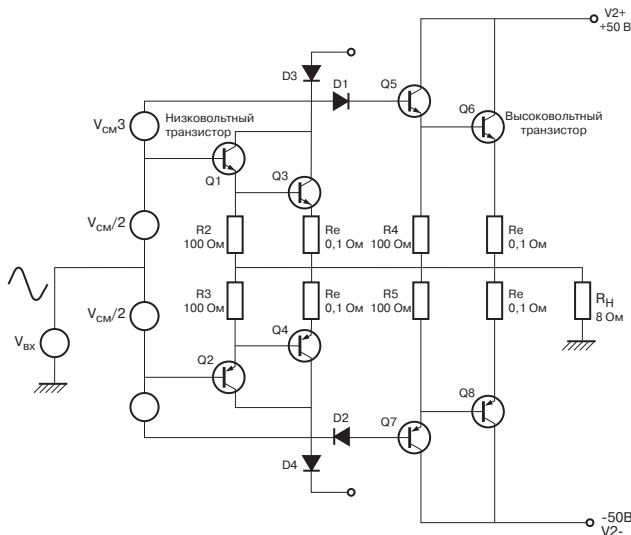 V2+
+50 В
D3
D1
Q5
Q6
Vсм3
Низковольтный
транзистор
Высоковольтный
транзистор
Q1
Q3
Vсм/2
R2
100 Ом
Re
0,1 Ом
R4
100 Ом
Re
0,1 Ом
Vсм/2
R3
100 Ом
Re
0,1 Ом
R5
100 Ом
Re
0,1 Ом
RН
8 Ом
Vвх
Q4
Q2
Q8
D2
Q7
D4
-50В
V2-